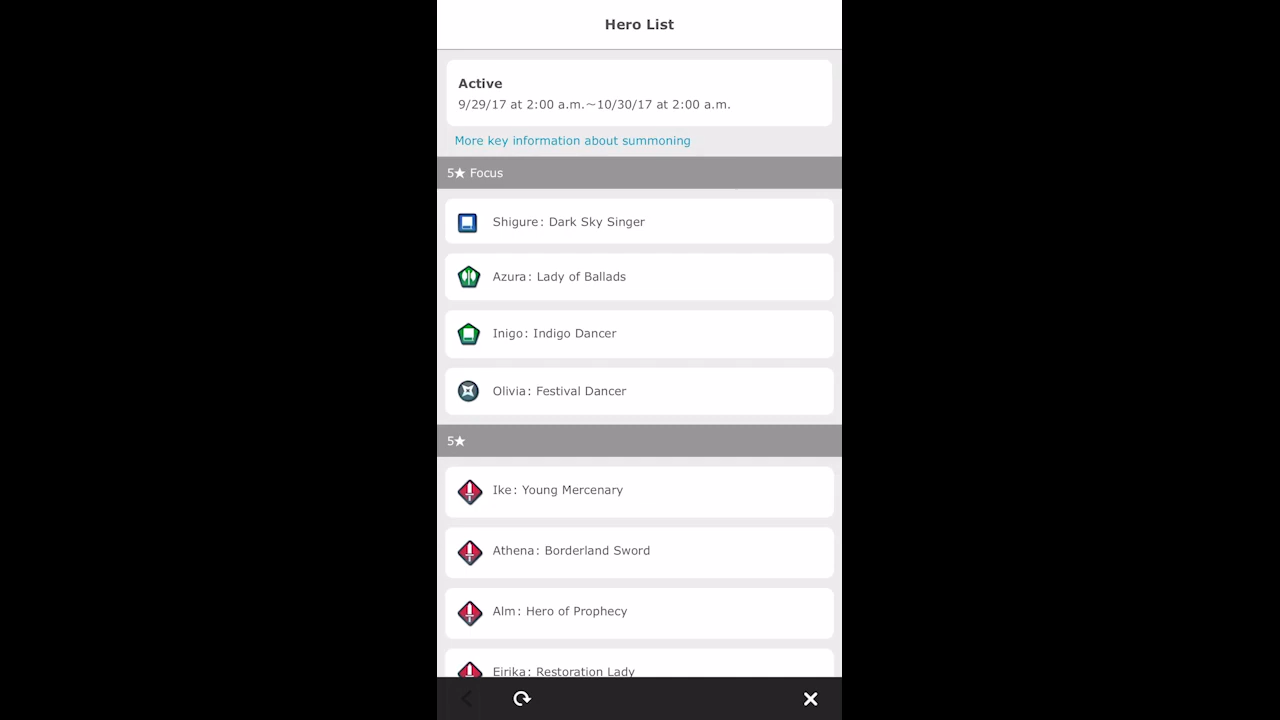 Hero List
Active
9/29/17 at 2:00 a.m.~10/30/17 at 2:00 a.m.
More key information about summoning
5★ Focus
Shigure: Dark Sky Singer
Azura: Lady of Ballads
Inigo: Indigo Dancer
Olivia: Festival Dancer
5★
Ike: Young Mercenary
Athena: Borderland Sword
Alm: Hero of Prophecy
Eirika: Restoration Lady